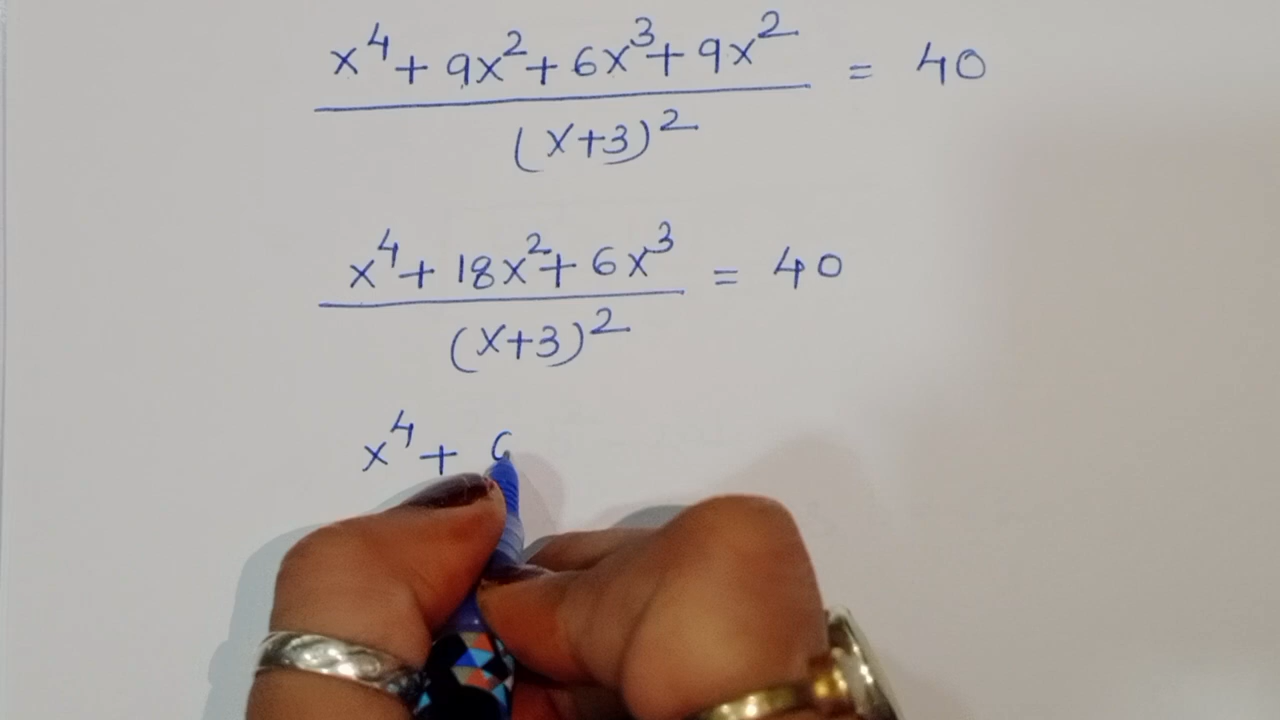 x⁴ + 9x² + 6x³ + 9x² = 40
(x+3)²
x⁴ + 18x² + 6x³ = 40
(x+3)²
x⁴ +